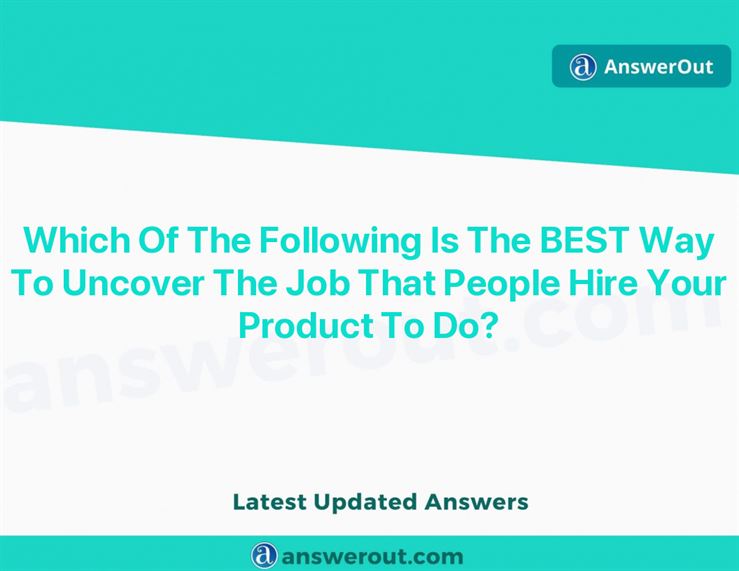 a AnswerOut
Which Of The Following Is The BEST Way
To Uncover The Job That People Hire Your
Product To Do?
answerout.com
Latest Updated Answers
a answerout.com